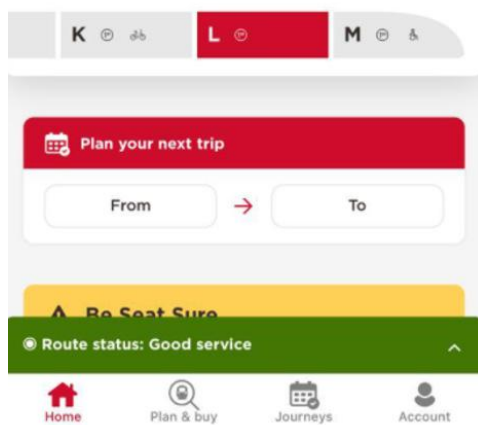 K L M
Plan your next trip
From → To
Be Seat Sure
Route status: Good service
Home Plan & buy Journeys Account